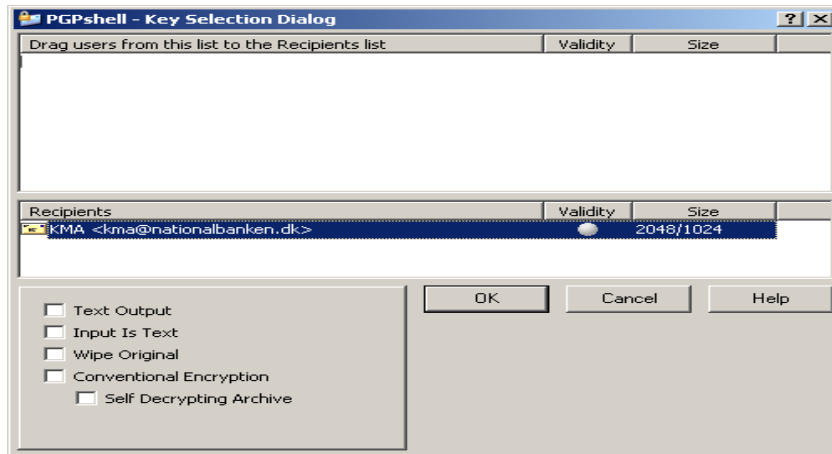 PGPshell - Key Selection Dialog
Drag users from this list to the Recipients list Validity Size
Recipients Validity Size
KMA <kma@nationalbanken.dk> 2048/1024
OK Cancel Help
Text Output
Input Is Text
Wipe Original
Conventional Encryption
Self Decrypting Archive